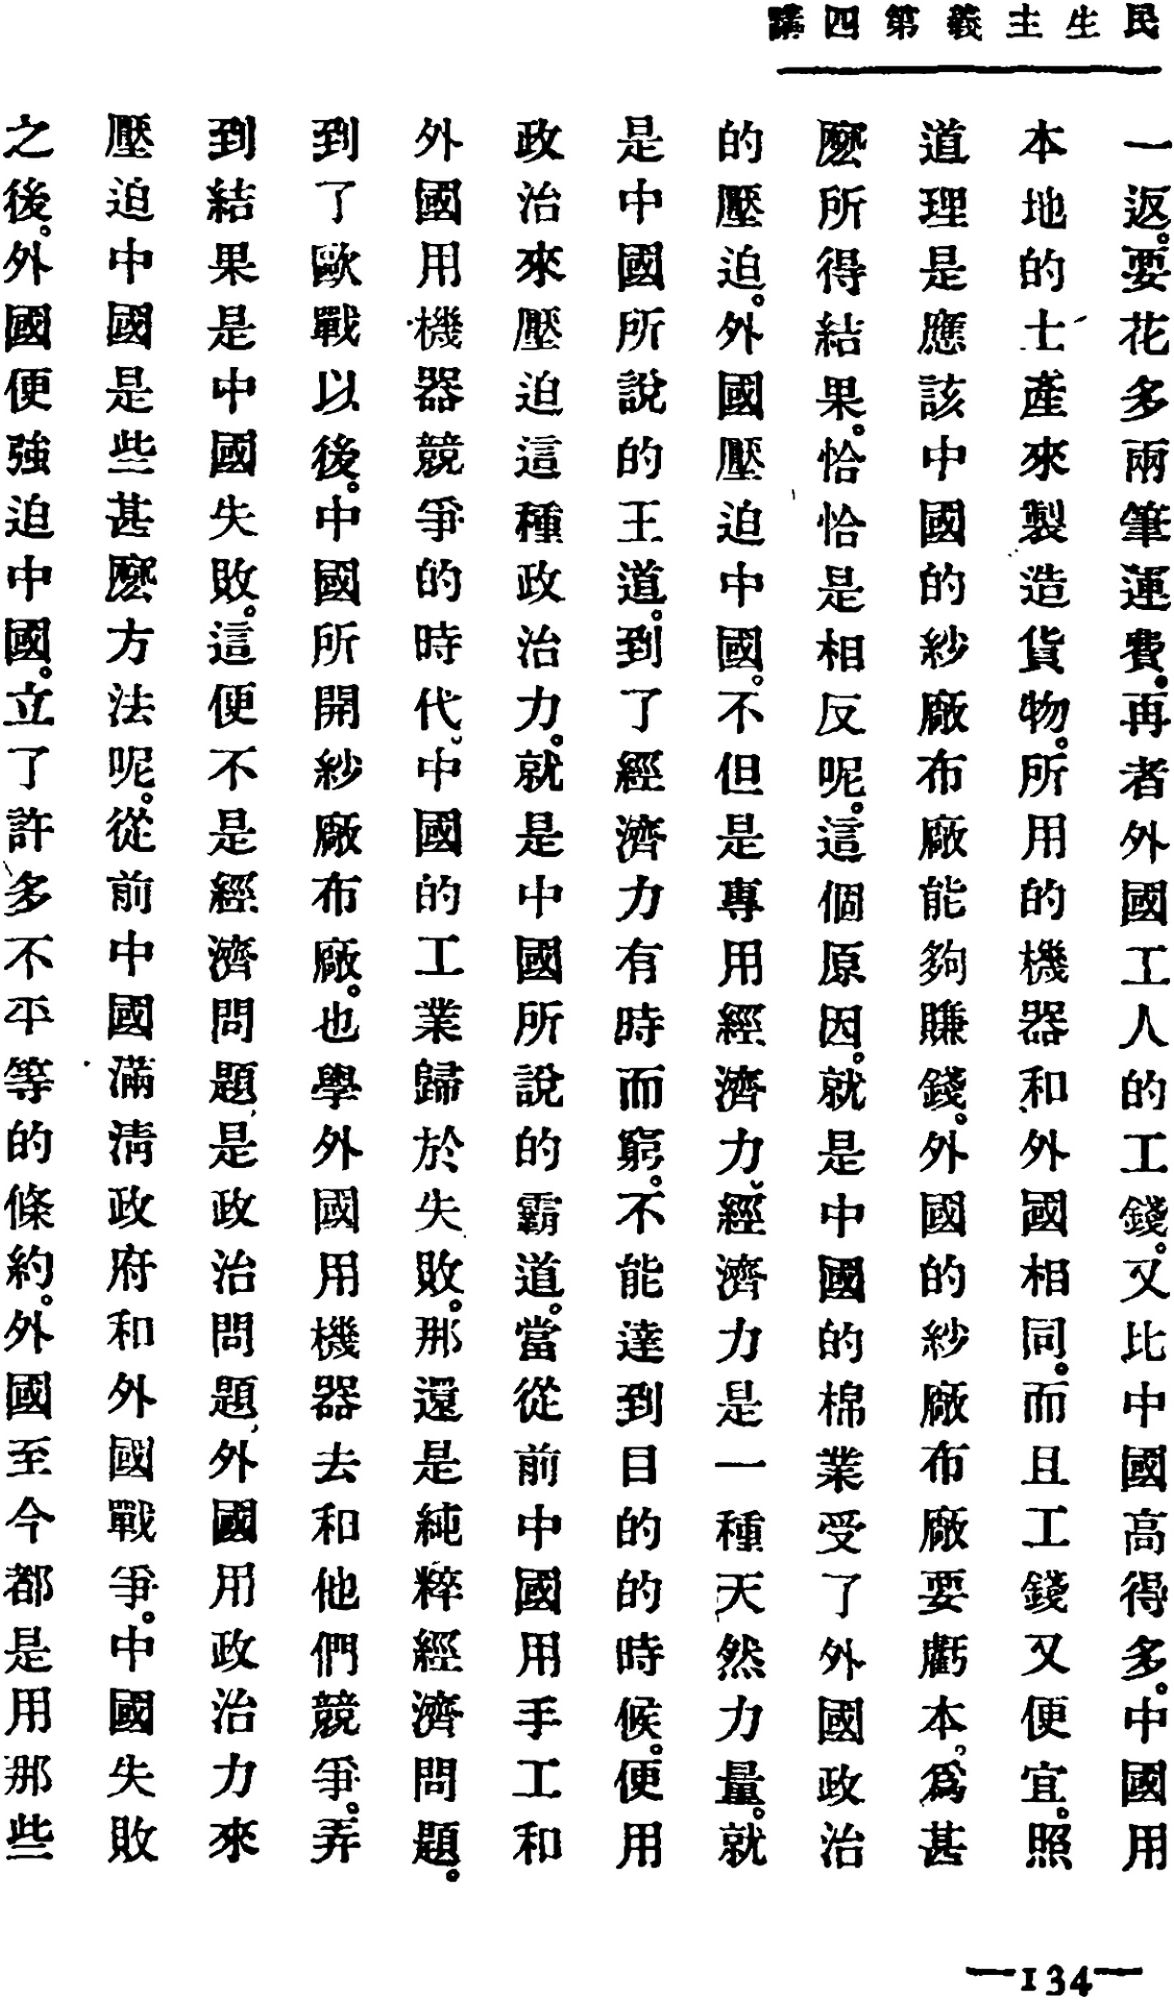 民生主義第四講
一返。要花多兩筆運費。再者外國工人的工錢。又比中國高得多。中國用
本地的土產來製造貨物。所用的機器和外國相同。而且工錢又便宜。照
道理是應該中國的紗廠布廠能夠賺錢。外國的紗廠布廠要虧本、爲甚
麽所得結果。恰恰是相反呢。這個原因。就是中國的棉業受了外國政治
的壓迫。外國壓迫中國。不但是專用經濟力、經濟力是一種天然力量。就
是中國所說的王道。到了經濟力有時而窮。不能達到目的的時候。便用
政治來壓迫這種政治力。就是中國所說的霸道。當從前中國用手工和
外國用機器競爭的時代、中國的工業歸於失敗。那還是純粹經濟問題。
到了歐戰以後。中國所開紗廠布廠。也學外國用機器去和他們競爭。弄
到結果是中國失敗。這便不是經濟問題、是政治問題、外國用政治力來
壓迫中國是些甚麽方法呢。從前中國滿清政府和外國戰爭。中國失敗
之後。外國便強迫中國。立了許多不平等的條約。外國至今都是用那些
—134—